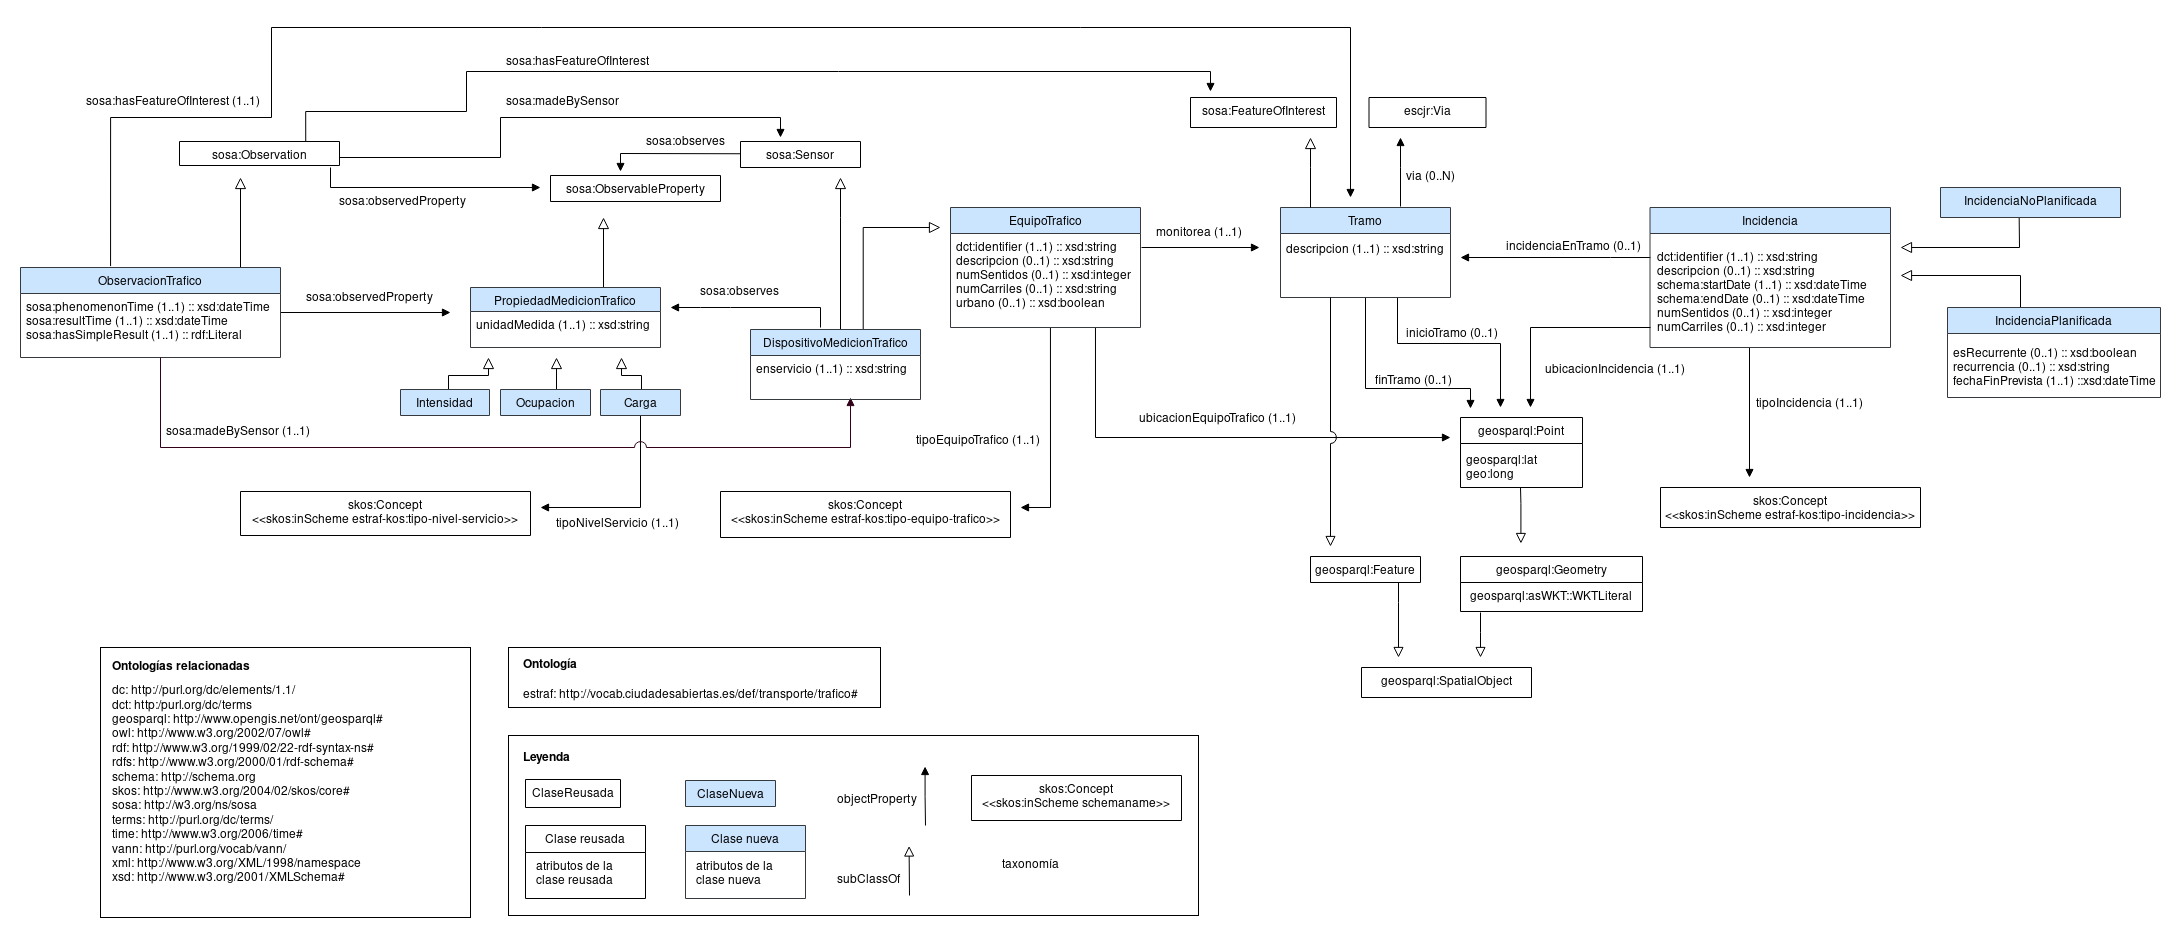 sosa:hasFeatureOfInterest
sosa:hasFeatureOfInterest (1..1)
sosa:madeBySensor
sosa:FeatureOfInterest
escjr:Via
sosa:observes
sosa:Observation
sosa:Sensor
sosa:ObservableProperty
via (0..N)
sosa:observedProperty
IncidenciaNoPlanificada
EquipoTrafico
dct:identifier (1..1) :: xsd:string
descripcion (0..1) :: xsd:string
numSentidos (0..1) :: xsd:integer
numCarriles (0..1) :: xsd:string
urbano (0..1) :: xsd:boolean
monitorea (1..1)
Tramo
descripcion (1..1) :: xsd:string
incidenciaEnTramo (0..1)
Incidencia
dct:identifier (1..1) :: xsd:string
descripcion (0..1) :: xsd:string
schema:startDate (1..1) :: xsd:dateTime
schema:endDate (0..1) :: xsd:dateTime
numSentidos (0..1) :: xsd:integer
numCarriles (0..1) :: xsd:integer
ObservacionTrafico
sosa:phenomenonTime (1..1) :: xsd:dateTime
sosa:resultTime (1..1) :: xsd:dateTime
sosa:hasSimpleResult (1..1) :: rdf:Literal
sosa:observedProperty
PropiedadMedicionTrafico
unidadMedida (1..1) :: xsd:string
sosa:observes
DispositivoMedicionTrafico
enservicio (1..1) :: xsd:string
IncidenciaPlanificada
esRecurrente (0..1) :: xsd:boolean
recurrencia (0..1) :: xsd:string
fechaFinPrevista (1..1) ::xsd:dateTime
inicioTramo (0..1)
finTramo (0..1)
ubicacionIncidencia (1..1)
tipoIncidencia (1..1)
Intensidad
Ocupacion
Carga
sosa:madeBySensor (1..1)
tipoEquipoTrafico (1..1)
ubicacionEquipoTrafico (1..1)
geosparql:Point
geosparql:lat
geo:long
skos:Concept
<<skos:inScheme estraf-kos:tipo-nivel-servicio>>
tipoNivelServicio (1..1)
skos:Concept
<<skos:inScheme estraf-kos:tipo-equipo-trafico>>
skos:Concept
<<skos:inScheme estraf-kos:tipo-incidencia>>
geosparql:Feature
geosparql:Geometry
geosparql:asWKT::WKTLiteral
geosparql:SpatialObject
Ontologías relacionadas
dc: http://purl.org/dc/elements/1.1/
dct: http:/purl.org/dc/terms
geosparql: http://www.opengis.net/ont/geosparql#
owl: http://www.w3.org/2002/07/owl#
rdf: http://www.w3.org/1999/02/22-rdf-syntax-ns#
rdfs: http://www.w3.org/2000/01/rdf-schema#
schema: http://schema.org
skos: http://www.w3.org/2004/02/skos/core#
sosa: http://w3.org/ns/sosa
terms: http://purl.org/dc/terms/
time: http://www.w3.org/2006/time#
vann: http://purl.org/vocab/vann/
xml: http://www.w3.org/XML/1998/namespace
xsd: http://www.w3.org/2001/XMLSchema#
Ontología
estraf: http://vocab.ciudadesabiertas.es/def/transporte/trafico#
Leyenda
ClaseReusada
ClaseNueva
objectProperty
skos:Concept
<<skos:inScheme schemaname>>
Clase reusada
atributos de la
clase reusada
Clase nueva
atributos de la
clase nueva
subClassOf
taxonomía